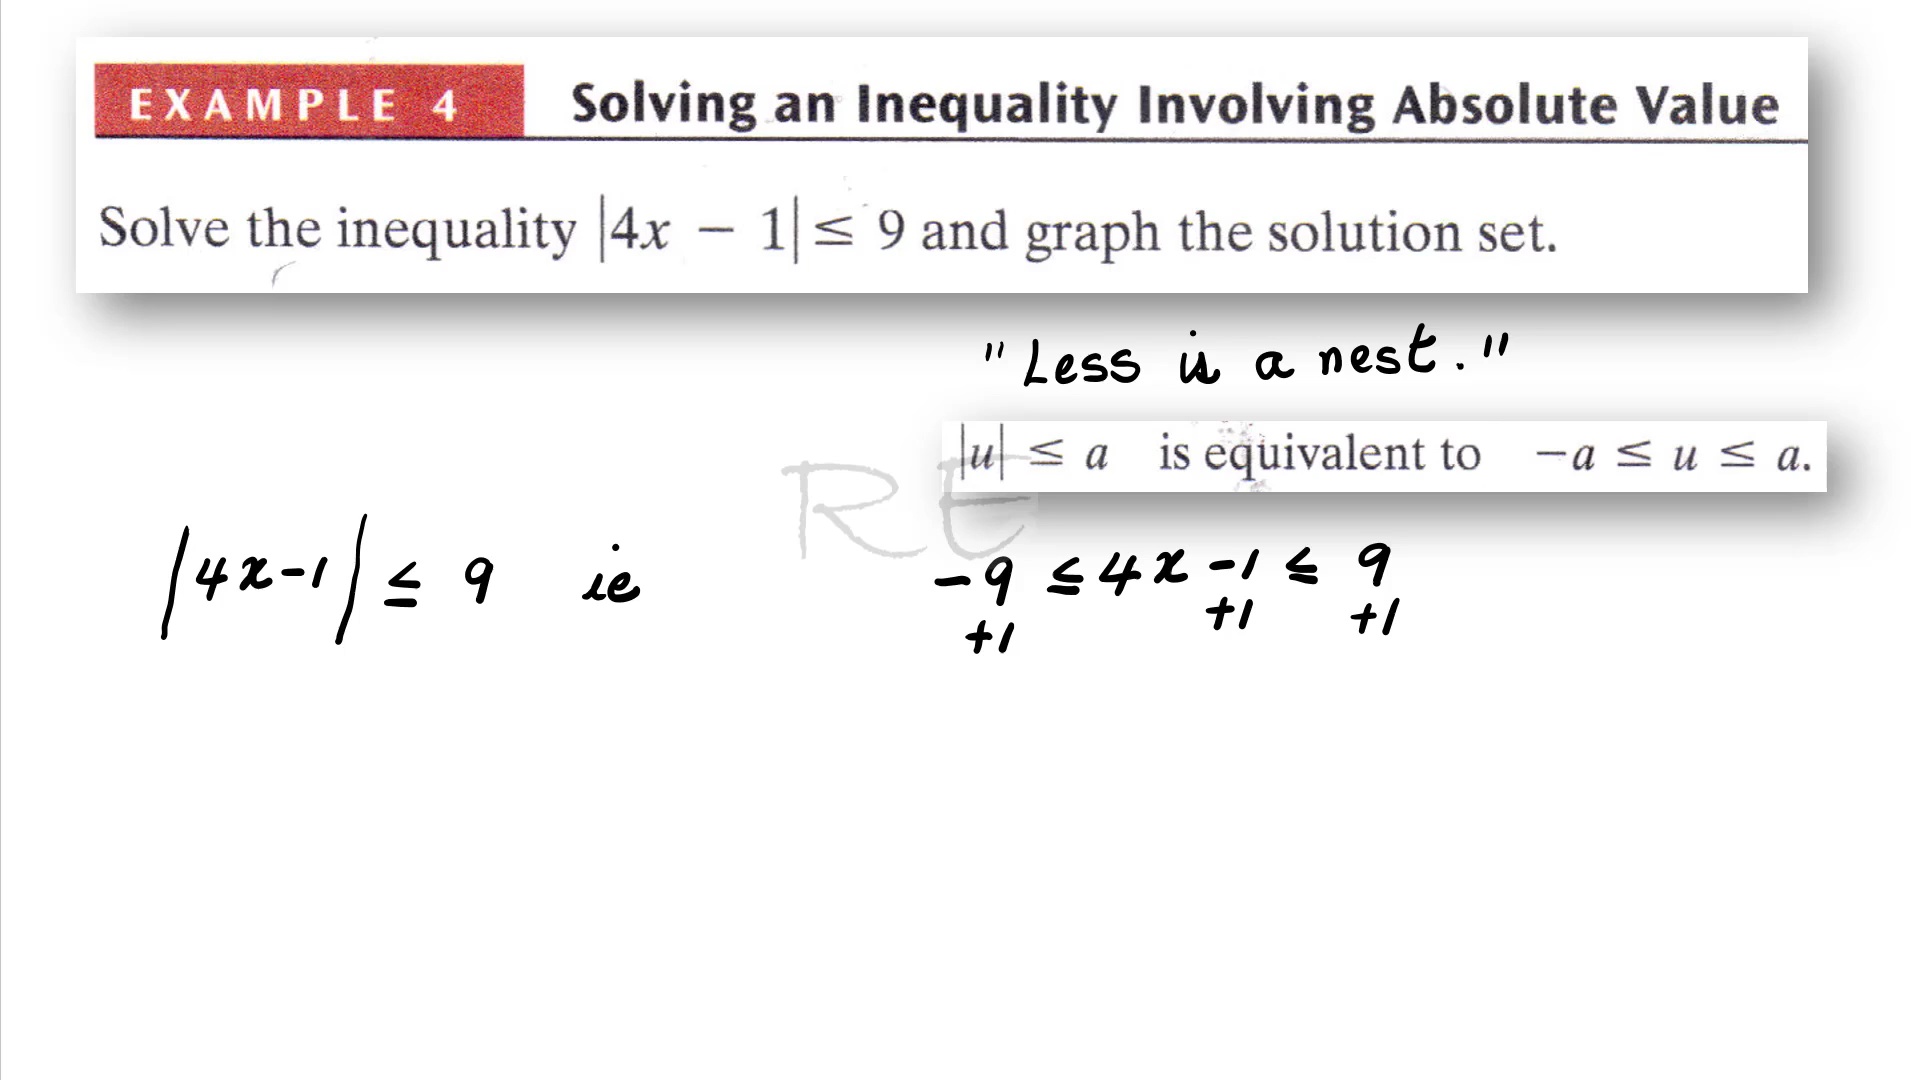 EXAMPLE 4 Solving an Inequality Involving Absolute Value
Solve the inequality |4x − 1| ≤ 9 and graph the solution set.
"Less is a nest."
|u| ≤ a is equivalent to −a ≤ u ≤ a.
RE
|4x-1| ≤ 9 ie -9 ≤ 4x -1 ≤ 9
+1 +1 +1